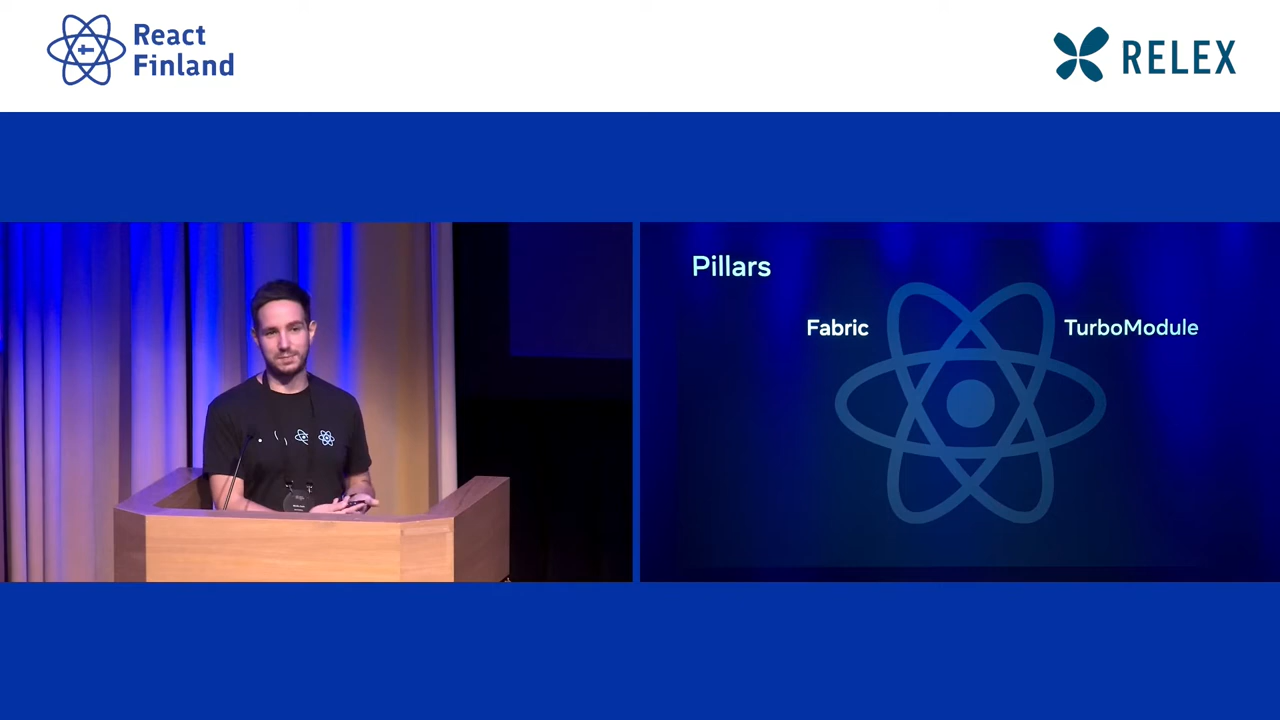 React
Finland
RELEX
Pillars
Fabric
TurboModule